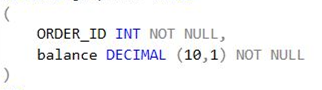 (
ORDER_ID INT NOT NULL,
balance DECIMAL (10,1) NOT NULL
)